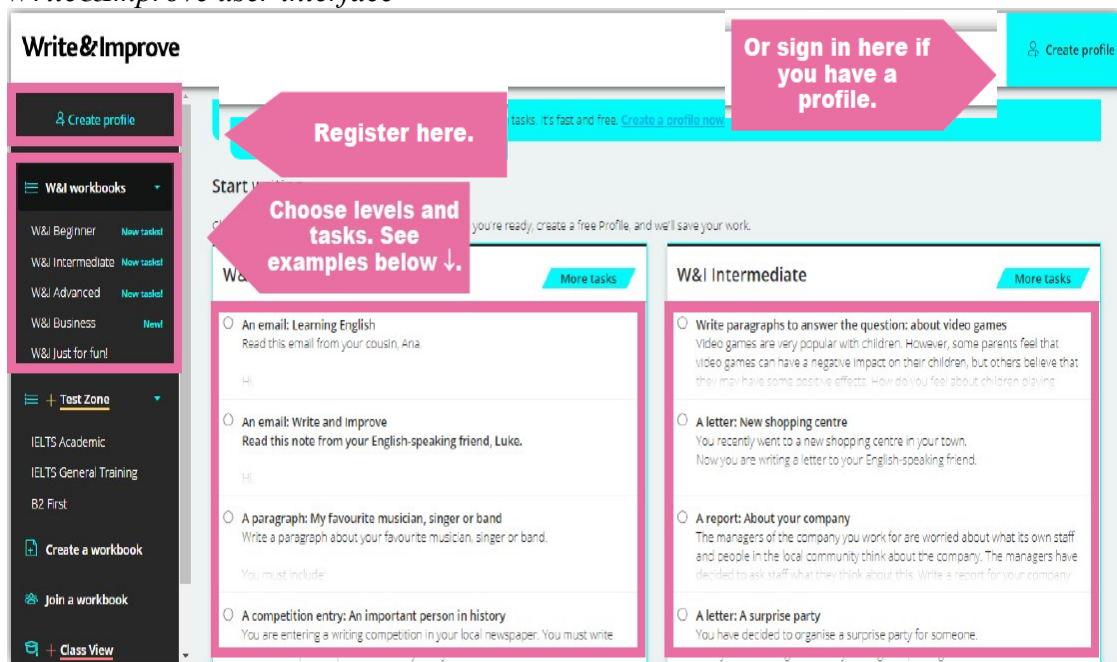 Write&Improve user interface
Write&Improve
Or sign in here if
you have a
profile.
Create profile
Create profile
Register here.
tasks. It's fast and free. Create a profile now
W&I workbooks
W&I Beginner New tasks!
W&I Intermediate New tasks!
W&I Advanced New tasks!
W&I Business New!
W&I Just for fun!
+ Test Zone
IELTS Academic
IELTS General Training
B2 First
Create a workbook
Join a workbook
+ Class View
Start
Choose levels and
tasks. See
examples below ↓.
you're ready, create a free Profile, and we'll save your work.
More tasks
An email: Learning English
Read this email from your cousin, Ana.
Hi
An email: Write and Improve
Read this note from your English-speaking friend, Luke.
Hi
A paragraph: My favourite musician, singer or band
Write a paragraph about your favourite musician, singer or band.
You must include:
A competition entry: An important person in history
You are entering a writing competition in your local newspaper. You must write
W&I Intermediate
More tasks
Write paragraphs to answer the question: about video games
Video games are very popular with children. However, some parents feel that
video games can have a negative impact on their children, but others believe that
they may have some positive effects. How do you feel about children playing
A letter: New shopping centre
You recently went to a new shopping centre in your town.
Now you are writing a letter to your English-speaking friend.
A report: About your company
The managers of the company you work for are worried about what its own staff
and people in the local community think about the company. The managers have
decided to ask staff what they think about this. Write a report for your company
A letter: A surprise party
You have decided to organise a surprise party for someone.